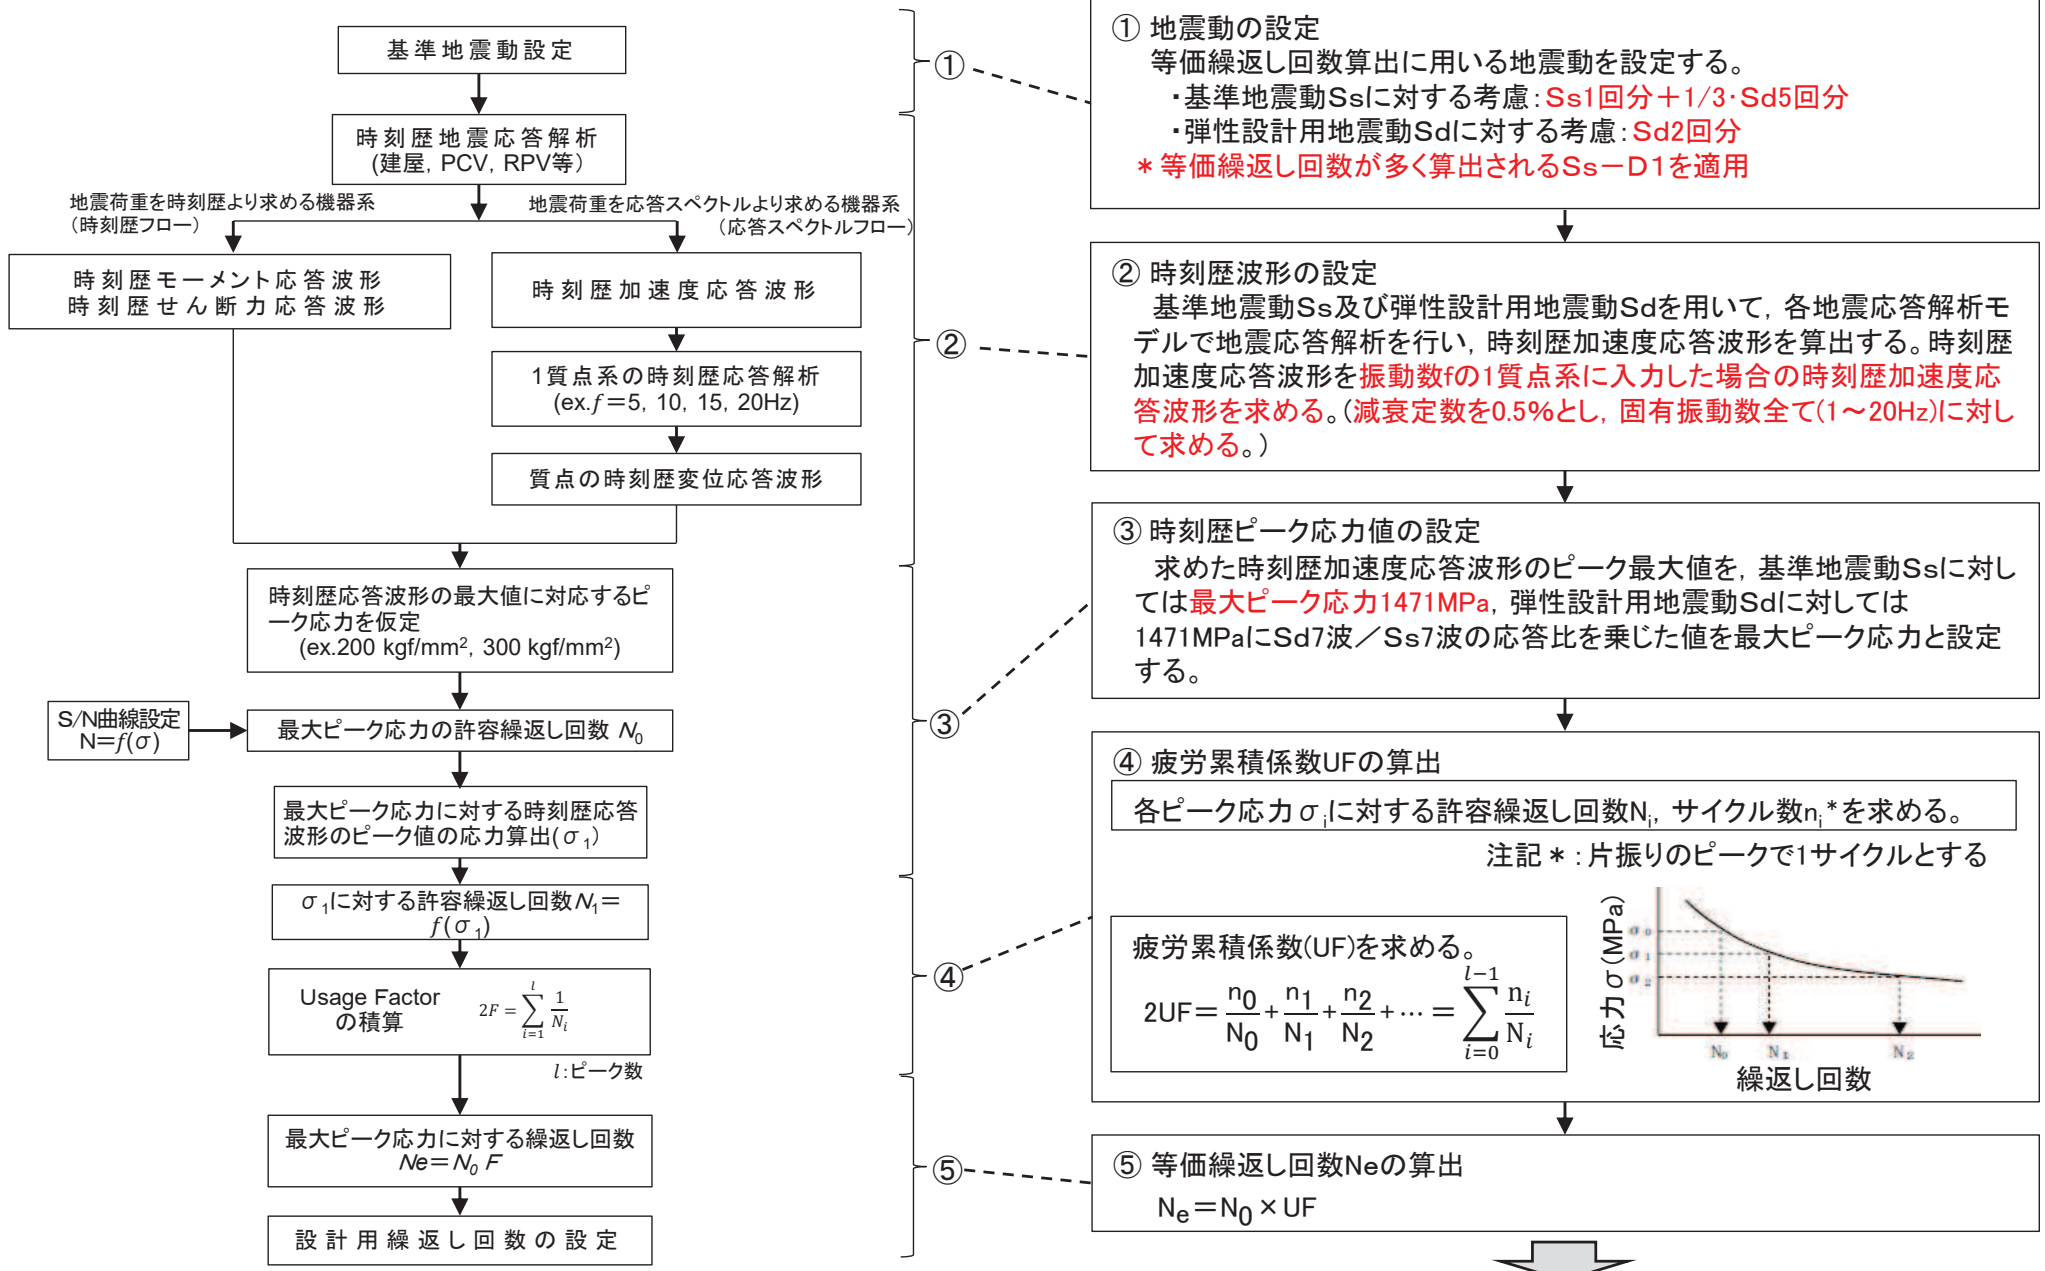 基準地震動設定
時刻歴地震応答解析
(建屋, PCV, RPV等)
地震荷重を時刻歴より求める機器系
(時刻歴フロー)
地震荷重を応答スペクトルより求める機器系
(応答スペクトルフロー)
時刻歴モーメント応答波形
時刻歴せん断力応答波形
時刻歴加速度応答波形
1質点系の時刻歴応答解析
(ex.f=5, 10, 15, 20Hz)
質点の時刻歴変位応答波形
時刻歴応答波形の最大値に対応するピ
ーク応力を仮定
(ex.200 kgf/mm², 300 kgf/mm²)
S/N曲線設定
N=f(σ)
最大ピーク応力の許容繰返し回数 N₀
最大ピーク応力に対する時刻歴応答
波形のピーク値の応力算出(σ₁)
σ₁に対する許容繰返し回数N₁=
f(σ₁)
Usage Factor
の積算
2F = \sum_{i=1}^{l} \frac{1}{N_i}
l:ピーク数
最大ピーク応力に対する繰返し回数
Ne=N₀ F
設計用繰返し回数の設定
①
②
③
④
⑤
① 地震動の設定
等価繰返し回数算出に用いる地震動を設定する。
・基準地震動Ssに対する考慮:Ss1回分+1/3・Sd5回分
・弾性設計用地震動Sdに対する考慮:Sd2回分
*等価繰返し回数が多く算出されるSs-D1を適用
② 時刻歴波形の設定
基準地震動Ss及び弾性設計用地震動Sdを用いて, 各地震応答解析モ
デルで地震応答解析を行い, 時刻歴加速度応答波形を算出する。時刻歴
加速度応答波形を振動数fの1質点系に入力した場合の時刻歴加速度応
答波形を求める。(減衰定数を0.5%とし, 固有振動数全て(1~20Hz)に対し
て求める。)
③ 時刻歴ピーク応力値の設定
求めた時刻歴加速度応答波形のピーク最大値を, 基準地震動Ssに対し
ては最大ピーク応力1471MPa, 弾性設計用地震動Sdに対しては
1471MPaにSd7波/Ss7波の応答比を乗じた値を最大ピーク応力と設定
する。
④ 疲労累積係数UFの算出
各ピーク応力σᵢに対する許容繰返し回数Nᵢ, サイクル数nᵢ*を求める。
注記*:片振りのピークで1サイクルとする
疲労累積係数(UF)を求める。
2UF = \frac{n_0}{N_0} + \frac{n_1}{N_1} + \frac{n_2}{N_2} + ⋯ = \sum_{i=0}^{l-1} \frac{n_i}{N_i}
応力σ(MPa)
σ₀
σ₁
σ₂
N₀ N₁ N₂
繰返し回数
⑤ 等価繰返し回数Neの算出
Nₑ=N₀×UF